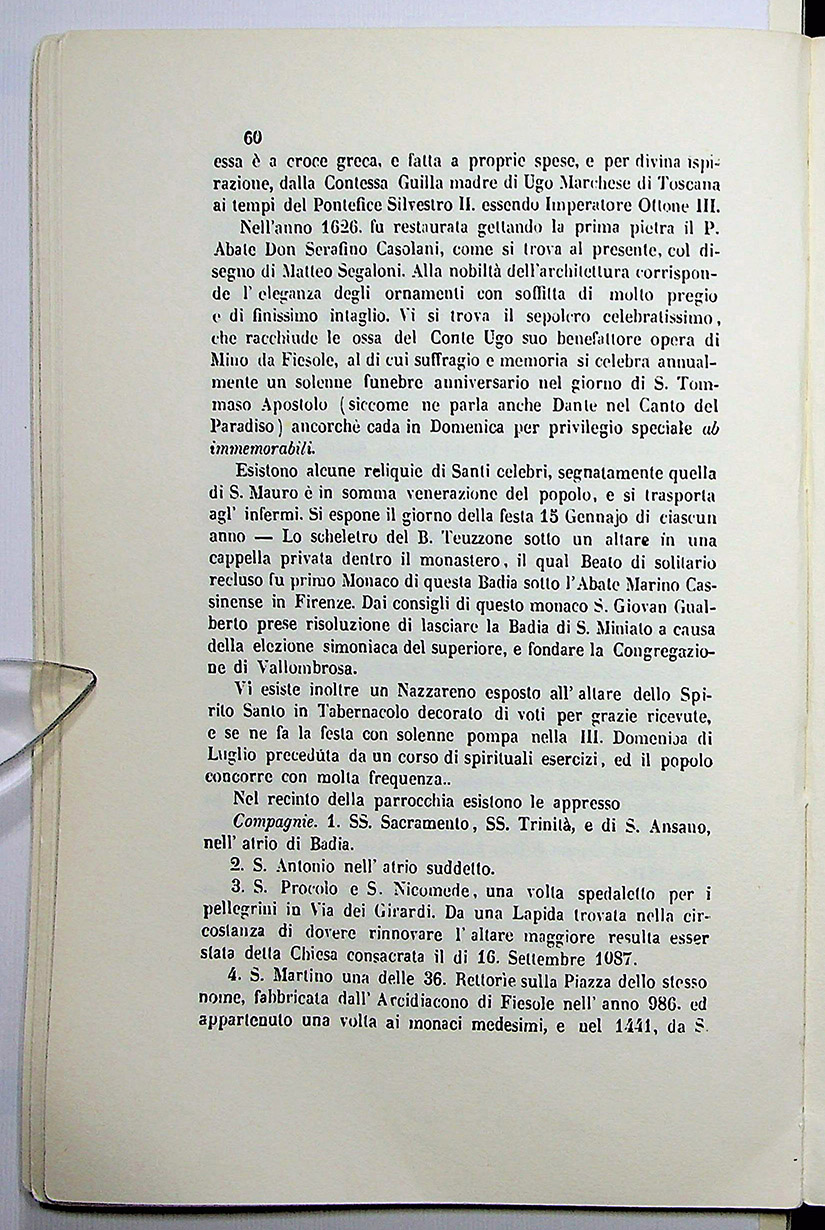 60
essa è a croce greca, e fatta a proprie spese, e per divina ispi-
razione, dalla Contessa Guilla madre di Ugo Marchese di Toscana
ai tempi del Pontefice Silvestro II. essendo Imperatore Ottone III.
Nell'anno 1626. fu restaurata gettando la prima pietra il P.
Abate Don Serafino Casolani, come si trova al presente, col di-
segno di Matteo Segaloni. Alla nobiltà dell'architettura corrispon-
de l' eleganza degli ornamenti con soffitta di molto pregio
e di finissimo intaglio. Vi si trova il sepolcro celebratissimo,
che racchiude le ossa del Conte Ugo suo benefattore opera di
Mino da Fiesole, al di cui suffragio e memoria si celebra annual-
mente un solenne funebre anniversario nel giorno di S. Tom-
maso Apostolo (siccome ne parla anche Dante nel Canto del
Paradiso) ancorchè cada in Domenica per privilegio speciale ab
immemorabili.
Esistono alcune reliquie di Santi celebri, segnatamente quella
di S. Mauro è in somma venerazione del popolo, e si trasporta
agl' infermi. Si espone il giorno della festa 15 Gennajo di ciascun
anno — Lo scheletro del B. Teuzzone sotto un altare in una
cappella privata dentro il monastero, il qual Beato di solitario
recluso fu primo Monaco di questa Badia sotto l'Abate Marino Cas-
sinense in Firenze. Dai consigli di questo monaco S. Giovan Gual-
berto prese risoluzione di lasciare la Badia di S. Miniato a causa
della elezione simoniaca del superiore, e fondare la Congregazio-
ne di Vallombrosa.
Vi esiste inoltre un Nazzareno esposto all' altare dello Spi-
rito Santo in Tabernacolo decorato di voti per grazie ricevute,
e se ne fa la festa con solenne pompa nella III. Domenica di
Luglio precedúta da un corso di spirituali esercizi, ed il popolo
concorre con molta frequenza..
Nel recinto della parrocchia esistono le appresso
Compagnie. 1. SS. Sacramento, SS. Trinità, e di S. Ansano,
nell' atrio di Badia.
2. S. Antonio nell' atrio suddetto.
3. S. Procolo e S. Nicomede, una volta spedaletto per i
pellegrini in Via dei Girardi. Da una Lapida trovata nella cir-
costanza di dovere rinnovare l' altare maggiore resulta esser
stata detta Chiesa consacrata il di 16. Settembre 1087.
4. S. Martino una delle 36. Rettorìe sulla Piazza dello stesso
nome, fabbricata dall' Arcidiacono di Fiesole nell' anno 986. ed
appartenuto una volta ai monaci medesimi, e nel 1441, da S.